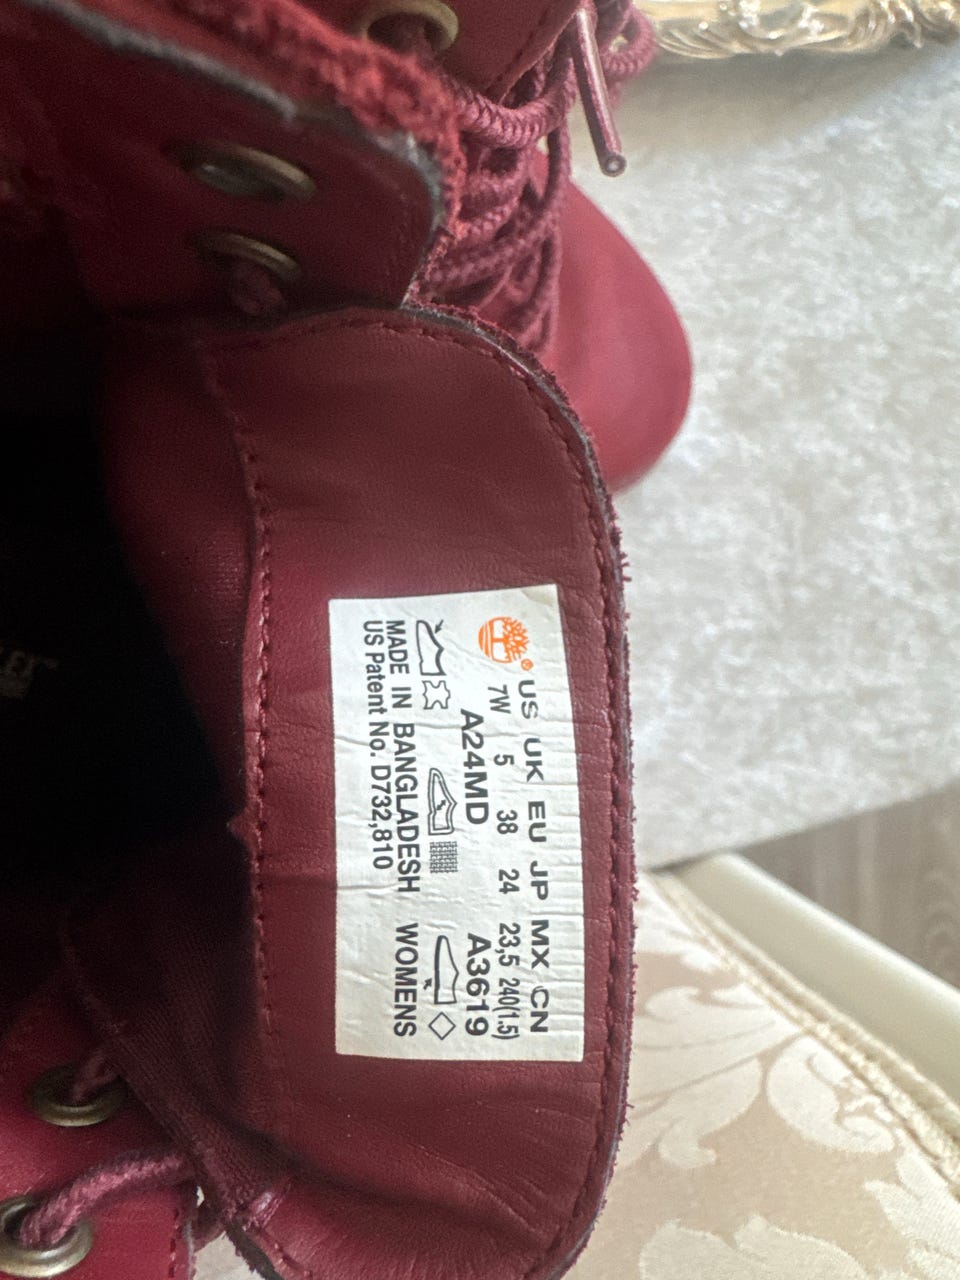 US UK EU JP MX CN
7W 5 38 24 23,5 240(1.5)
A24MD A3619
MADE IN BANGLADESH WOMENS
US Patent No. D732,810